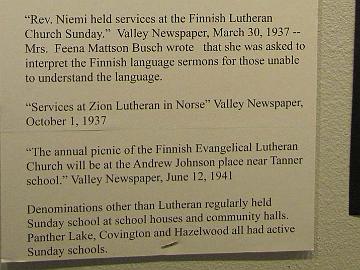 “Rev. Niemi held services at the Finnish Lutheran
Church Sunday.”  Valley Newspaper, March 30, 1937 --
Mrs.  Feena Mattson Busch wrote   that she was asked to
interpret the Finnish language sermons for those unable
to understand the language.
“Services at Zion Lutheran in Norse” Valley Newspaper,
October 1, 1937
“The annual picnic of the Finnish Evangelical Lutheran
Church will be at the Andrew Johnson place near Tanner
school.” Valley Newspaper, June 12, 1941
Denominations other than Lutheran regularly held
Sunday school at school houses and community halls.
Panther Lake, Covington and Hazelwood all had active
Sunday schools.